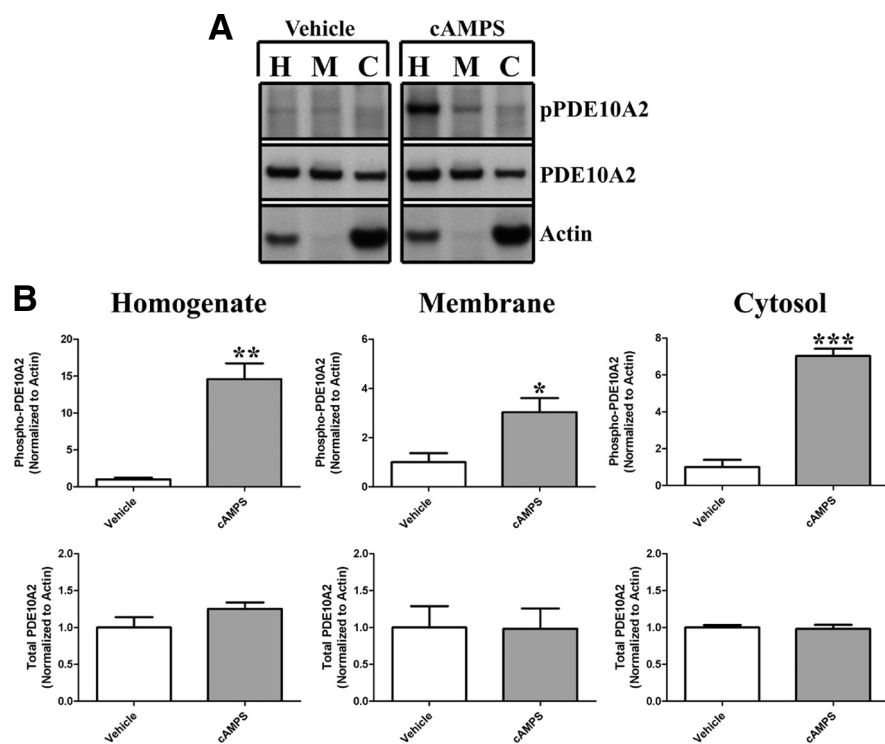 A
Vehicle cAMPS
H M C H M C
pPDE10A2
PDE10A2
Actin
B
Homogenate Membrane Cytosol
Phospho-PDE10A2
(Normalized to Actin)
20
15
10
5
0
**
Vehicle cAMPS
Phospho-PDE10A2
(Normalized to Actin)
6
4
2
0
*
Vehicle cAMPS
Phospho-PDE10A2
(Normalized to Actin)
8
6
4
2
0
***
Vehicle cAMPS
Total PDE10A2
(Normalized to Actin)
2.0
1.5
1.0
0.5
0.0
Vehicle cAMPS
Total PDE10A2
(Normalized to Actin)
2.0
1.5
1.0
0.5
0.0
Vehicle cAMPS
Total PDE10A2
(Normalized to Actin)
2.0
1.5
1.0
0.5
0.0
Vehicle cAMPS